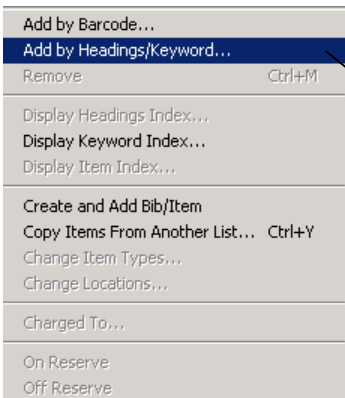 Add by Barcode...
Add by Headings/Keyword...
Remove Ctrl+M
Display Headings Index...
Display Keyword Index...
Display Item Index...
Create and Add Bib/Item
Copy Items From Another List... Ctrl+Y
Change Item Types...
Change Locations...
Charged To...
On Reserve
Off Reserve